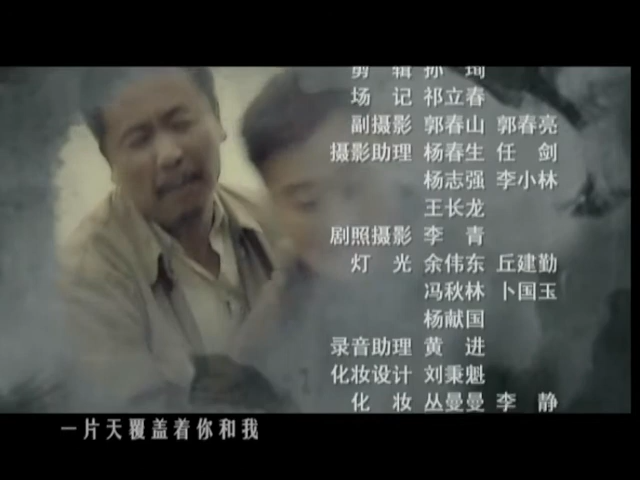 剪 辑 孙 珣
场 记 祁立春
副摄影 郭春山 郭春亮
摄影助理 杨春生 任 剑
杨志强 李小林
王长龙
剧照摄影 李 青
灯 光 余伟东 丘建勤
冯秋林 卜国玉
杨献国
录音助理 黄 进
化妆设计 刘秉魁
化 妆 丛曼曼 李 静
一片天覆盖着你和我